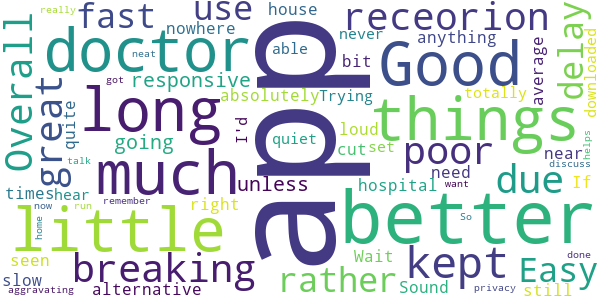 really
fast
nowhere
use
house
able
never
receorion
delay
doctor
neat
app
bit
anything
Good
average
downloaded
Overall
great
quite
got
responsive
absolutely
Trying
totally
long
I'd
quiet
loud
cut
set
things
near
discuss
helps
going
talk
much
unless
hospital
poor
need
want
due
If
times
hear
now
run
remember
right
little
better
seen
home
breaking
rather
Wait
kept
So
Easy
done
slow
aggravating
alternative
Sound
privacy
still